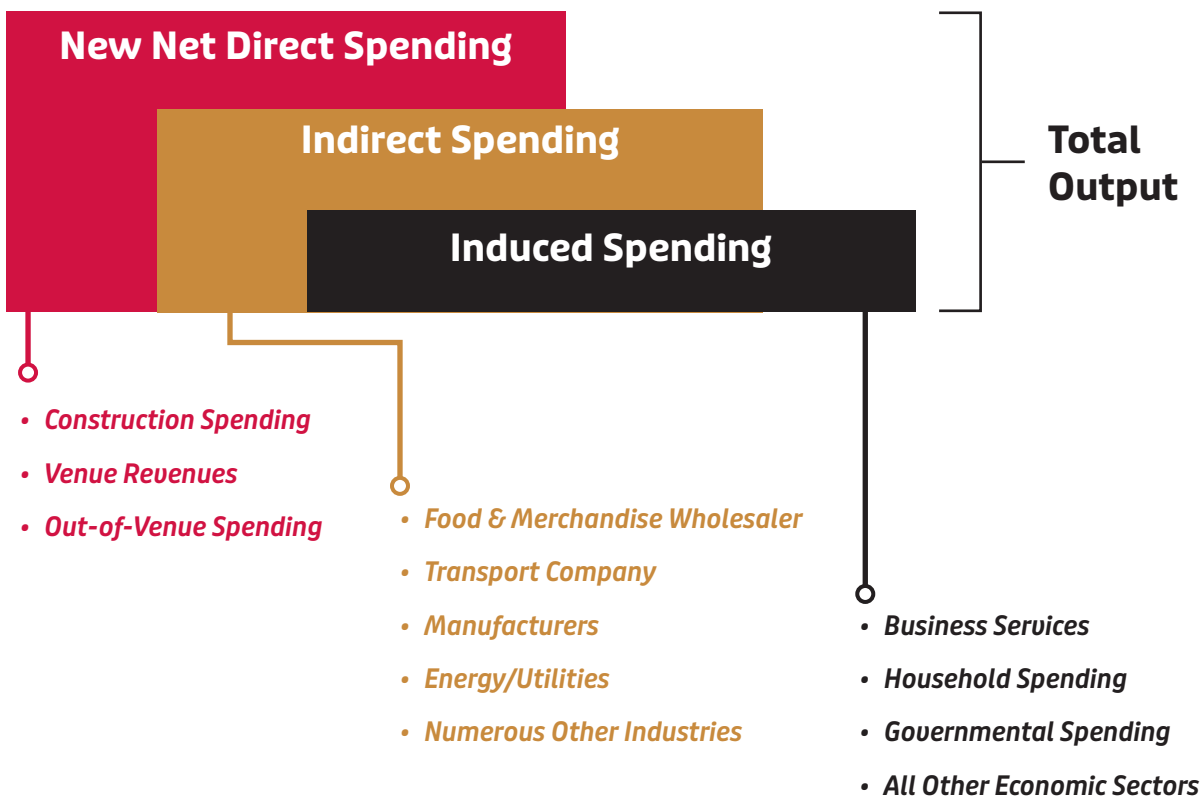 New Net Direct Spending
Indirect Spending
Induced Spending
Total
Output
• Construction Spending
• Venue Revenues
• Out-of-Venue Spending
• Food & Merchandise Wholesaler
• Transport Company
• Manufacturers
• Energy/Utilities
• Numerous Other Industries
• Business Services
• Household Spending
• Governmental Spending
• All Other Economic Sectors